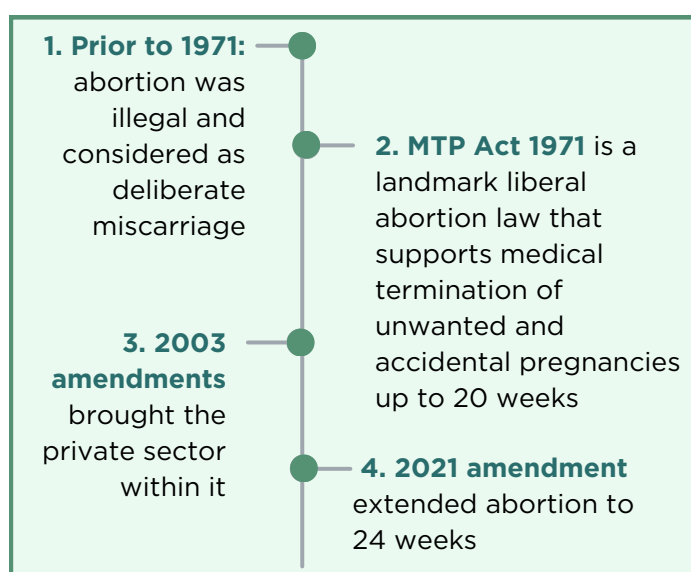 1. Prior to 1971:
abortion was
illegal and
considered as
deliberate
miscarriage
2. MTP Act 1971 is a
landmark liberal
abortion law that
supports medical
termination of
unwanted and
accidental pregnancies
up to 20 weeks
3. 2003
amendments
brought the
private sector
within it
4. 2021 amendment
extended abortion to
24 weeks